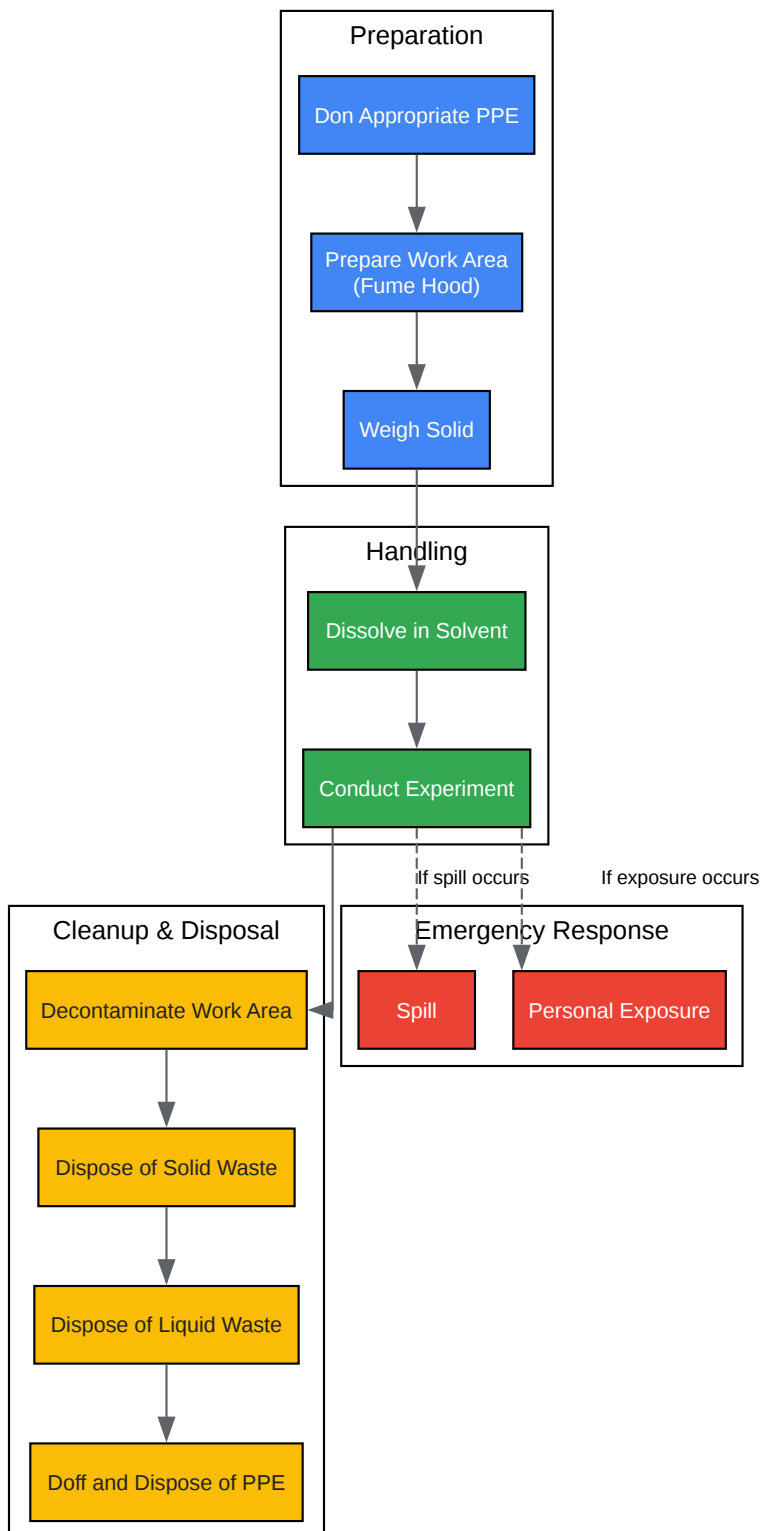 Preparation
Don Appropriate PPE
Prepare Work Area
(Fume Hood)
Weigh Solid
Handling
Dissolve in Solvent
Conduct Experiment
If spill occurs
If exposure occurs
Cleanup & Disposal
Emergency Response
Decontaminate Work Area
Spill
Personal Exposure
Dispose of Solid Waste
Dispose of Liquid Waste
Doff and Dispose of PPE